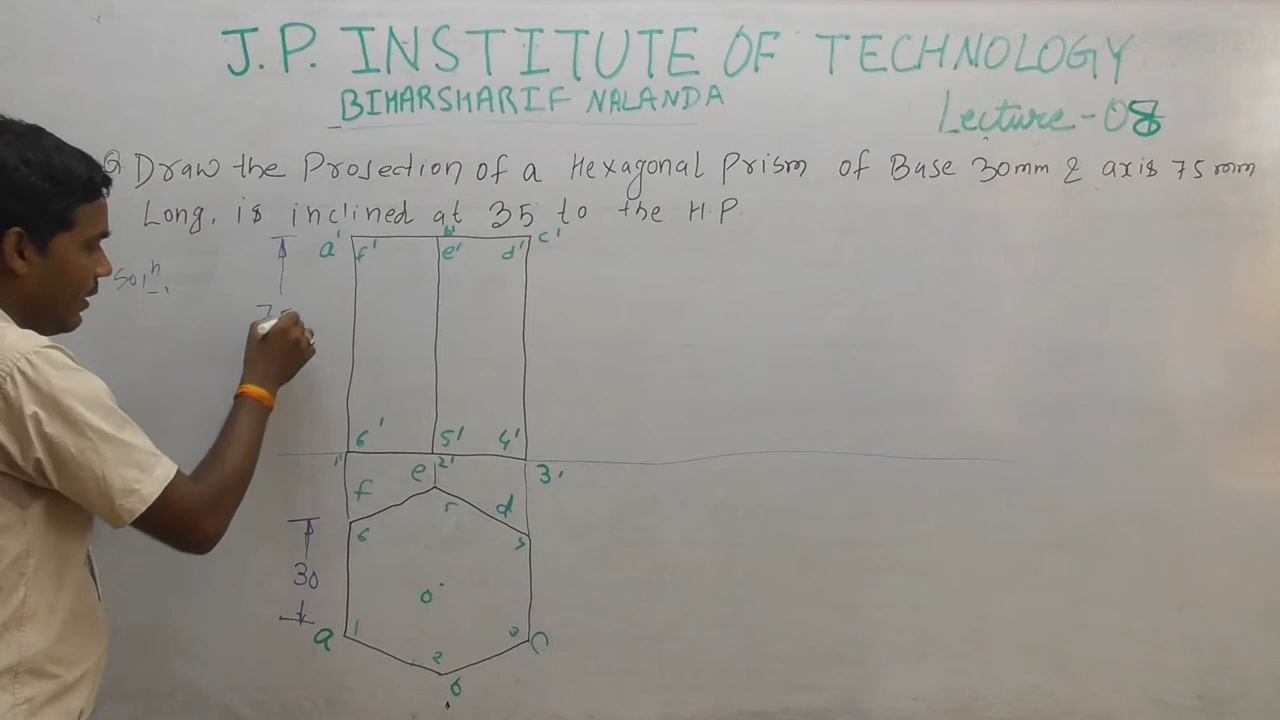 J.P. INSTITUTE OF TECHNOLOGY
BIHARSHARIF NALANDA
Lecture-08
Q Draw the Projection of a Hexagonal Prism of Base 30mm & axis 75mm
Long, is inclined at 35 to the H.P.
Soln.
a' f' b' e' d' c'
6' 5' 4'
1' e 2' 3'
f d
6 5
30 o
a 1 2 c
b